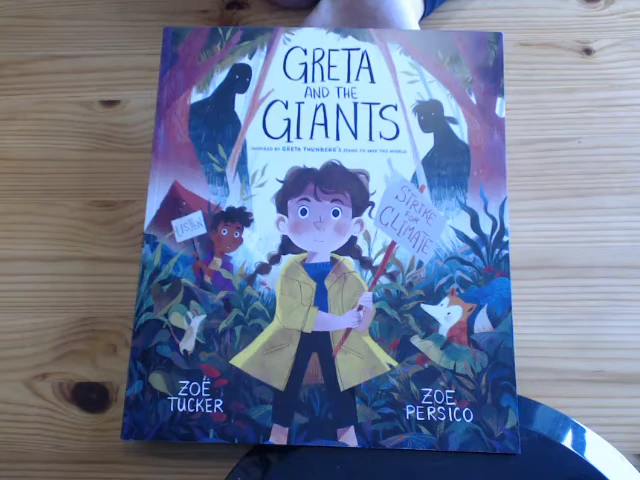 GRETA
AND THE
GIANTS
INSPIRED BY GRETA THUNBERG'S STAND TO SAVE THE WORLD
STRIKE
FOR
CLIMATE
LISTEN
ZOË
TUCKER
ZOE
PERSICO